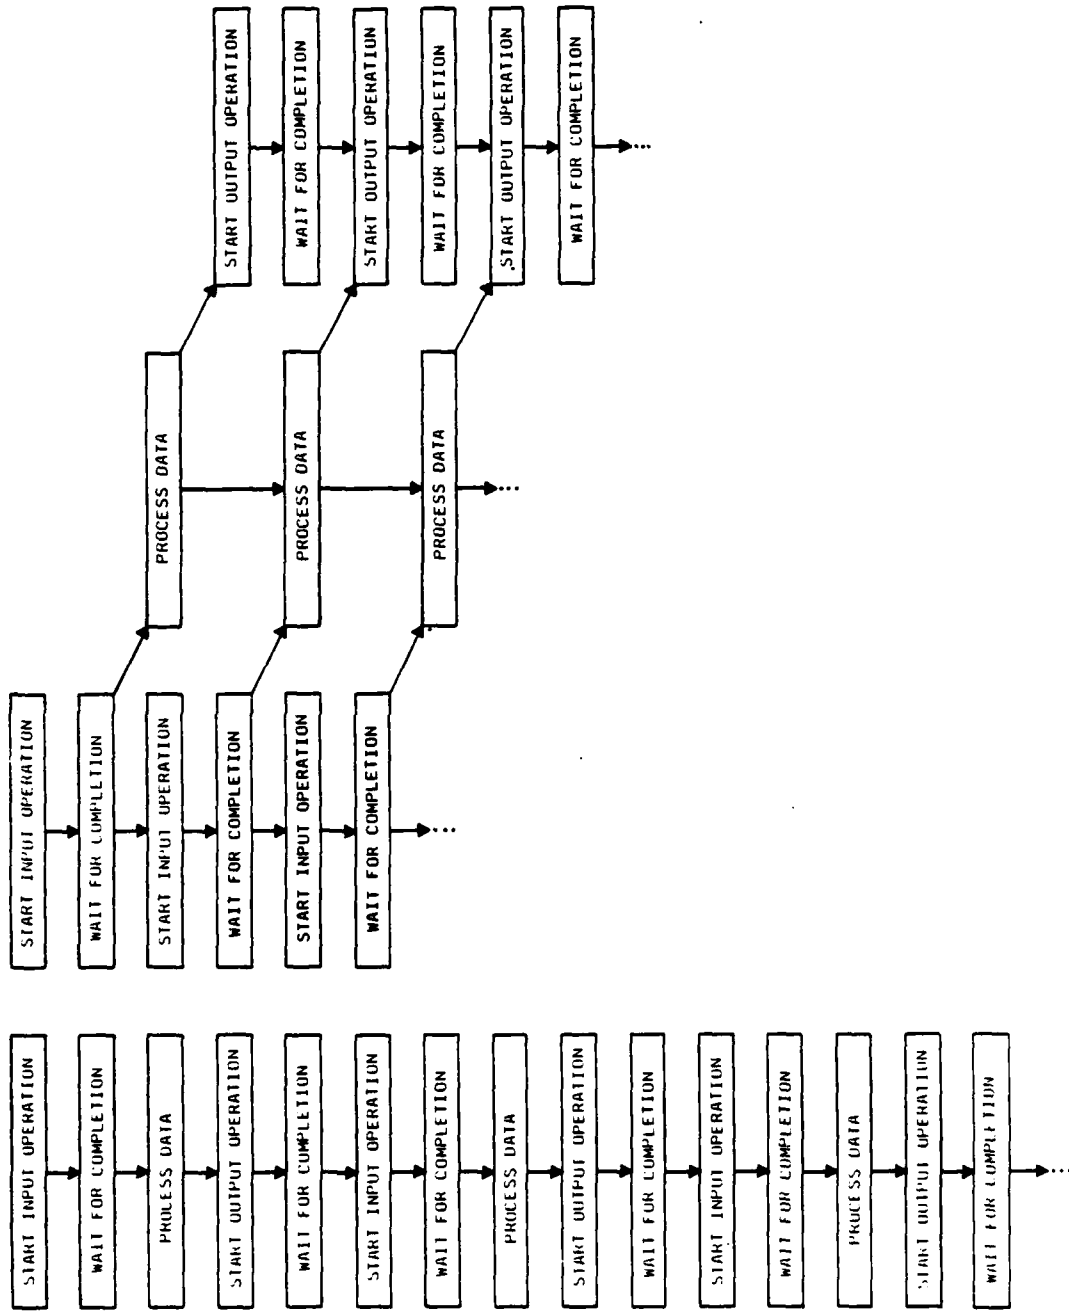 START INPUT OPERATION
WAIT FOR COMPLETION
PROCESS DATA
START OUTPUT OPERATION
WAIT FOR COMPLETION
START INPUT OPERATION
WAIT FOR COMPLETION
PROCESS DATA
START OUTPUT OPERATION
WAIT FOR COMPLETION
START INPUT OPERATION
WAIT FOR COMPLETION
PROCESS DATA
START OUTPUT OPERATION
WAIT FOR COMPLETION
...
START INPUT OPERATION
WAIT FOR COMPLETION
START INPUT OPERATION
WAIT FOR COMPLETION
START INPUT OPERATION
WAIT FOR COMPLETION
...
PROCESS DATA
PROCESS DATA
PROCESS DATA
...
START OUTPUT OPERATION
WAIT FOR COMPLETION
START OUTPUT OPERATION
WAIT FOR COMPLETION
START OUTPUT OPERATION
WAIT FOR COMPLETION
...